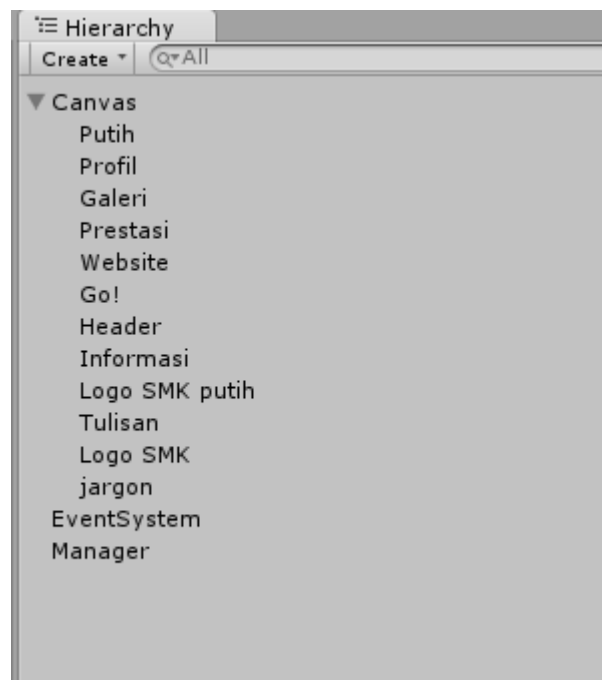 Hierarchy
Create All
Canvas
Putih
Profil
Galeri
Prestasi
Website
Go!
Header
Informasi
Logo SMK putih
Tulisan
Logo SMK
jargon
EventSystem
Manager